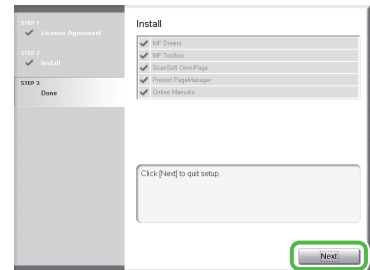 STEP 1
License Agreement
STEP 2
Install
STEP 3
Done
Install
MF Drivers
MF Toolbox
ScanSoft OmniPage
Presto! PageManager
Online Manuals
Click [Next] to quit setup.
Next